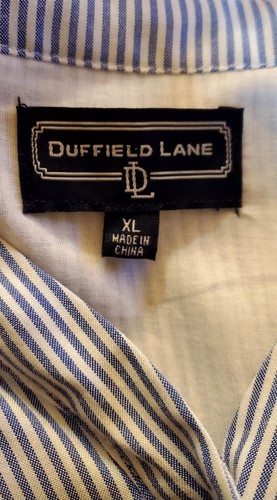 DUFFIELD LANE
DL
XL
MADE IN
CHINA